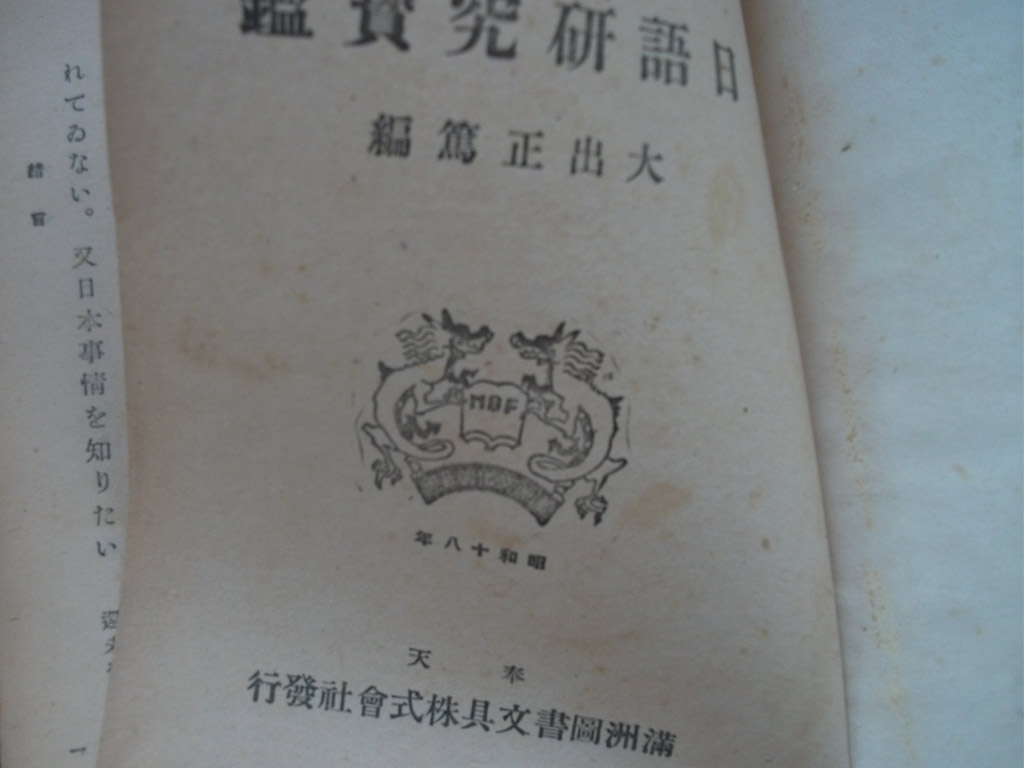 日語研究寳鑑
大出正篤編
MBF
昭和十八年
奉天
滿洲圖書文具株式會社發行
れてゐない。又日本事情を知りたい
緒言
一